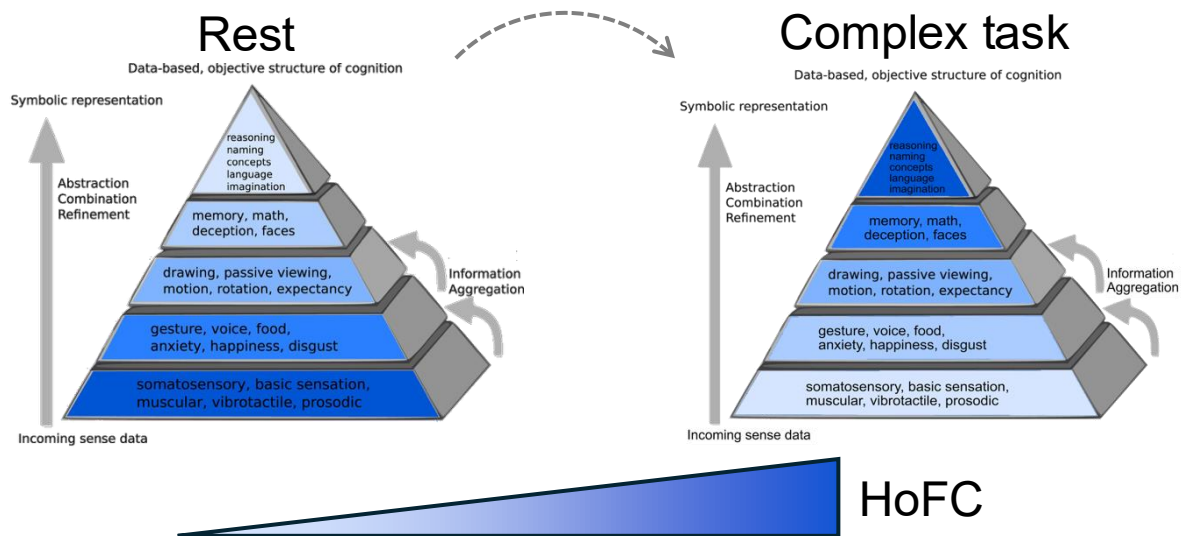 Rest
Data-based, objective structure of cognition
Symbolic representation
reasoning
naming
concepts
language
imagination
Abstraction
Combination
Refinement
memory, math,
deception, faces
drawing, passive viewing,
motion, rotation, expectancy
Information
Aggregation
gesture, voice, food,
anxiety, happiness, disgust
somatosensory, basic sensation,
muscular, vibrotactile, prosodic
Incoming sense data
Complex task
Data-based, objective structure of cognition
Symbolic representation
reasoning
naming
concepts
language
imagination
Abstraction
Combination
Refinement
memory, math,
deception, faces
drawing, passive viewing,
motion, rotation, expectancy
Information
Aggregation
gesture, voice, food,
anxiety, happiness, disgust
somatosensory, basic sensation,
muscular, vibrotactile, prosodic
Incoming sense data
HoFC